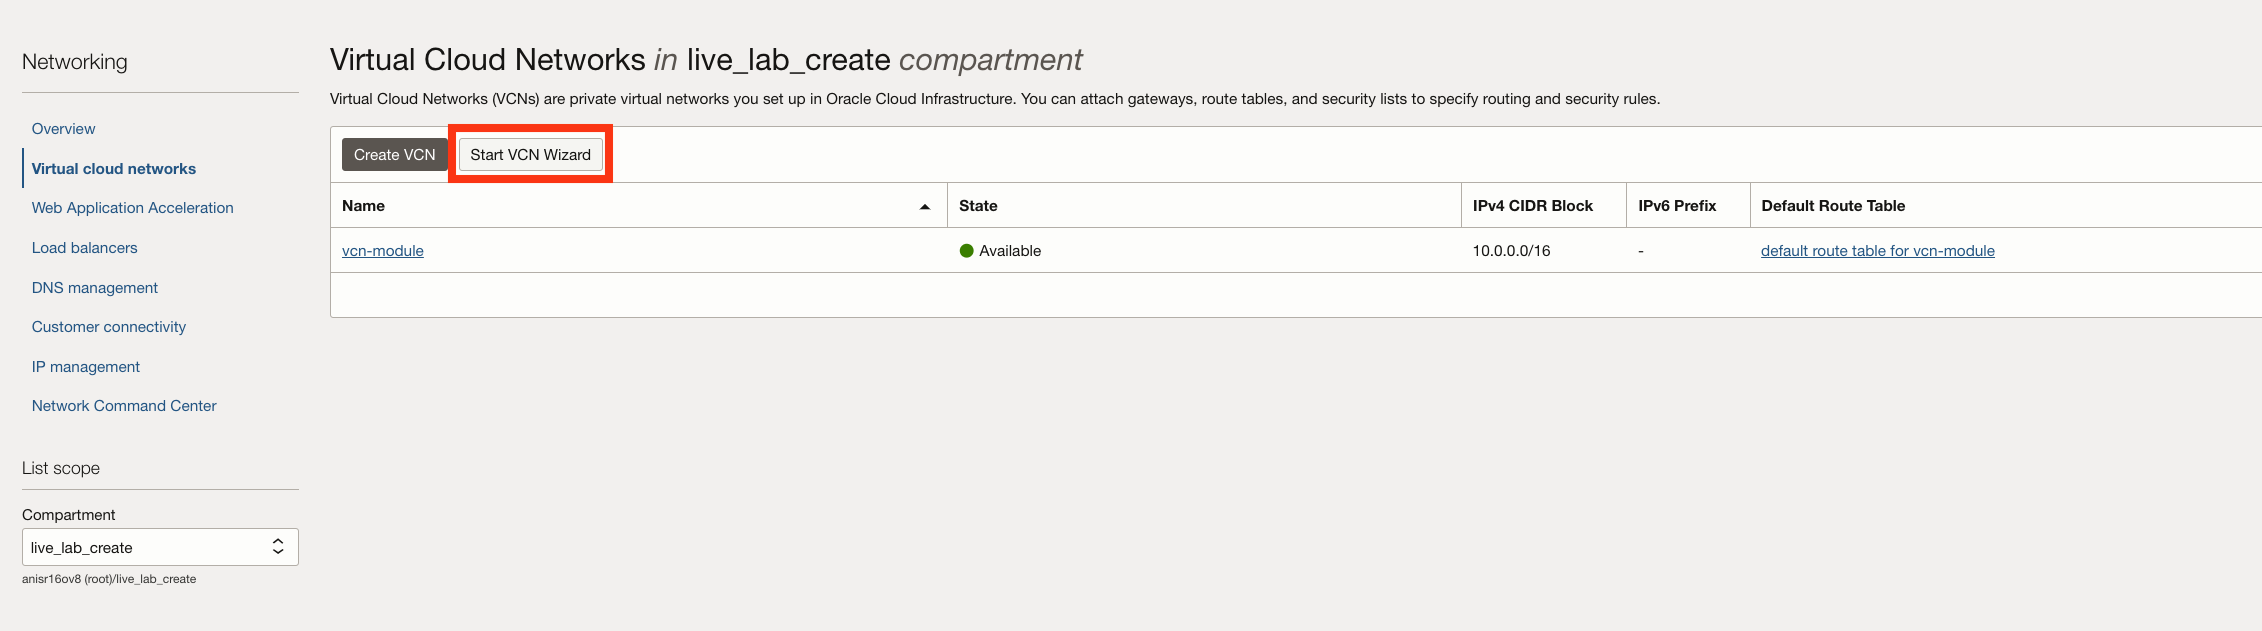 Networking
Overview
Virtual cloud networks
Web Application Acceleration
Load balancers
DNS management
Customer connectivity
IP management
Network Command Center
List scope
Compartment
live_lab_create
anisr16ov8 (root)/live_lab_create
Virtual Cloud Networks in live_lab_create compartment
Virtual Cloud Networks (VCNs) are private virtual networks you set up in Oracle Cloud Infrastructure. You can attach gateways, route tables, and security lists to specify routing and security rules.
Create VCN Start VCN Wizard
Name State IPv4 CIDR Block IPv6 Prefix Default Route Table
vcn-module Available 10.0.0.0/16 - default route table for vcn-module